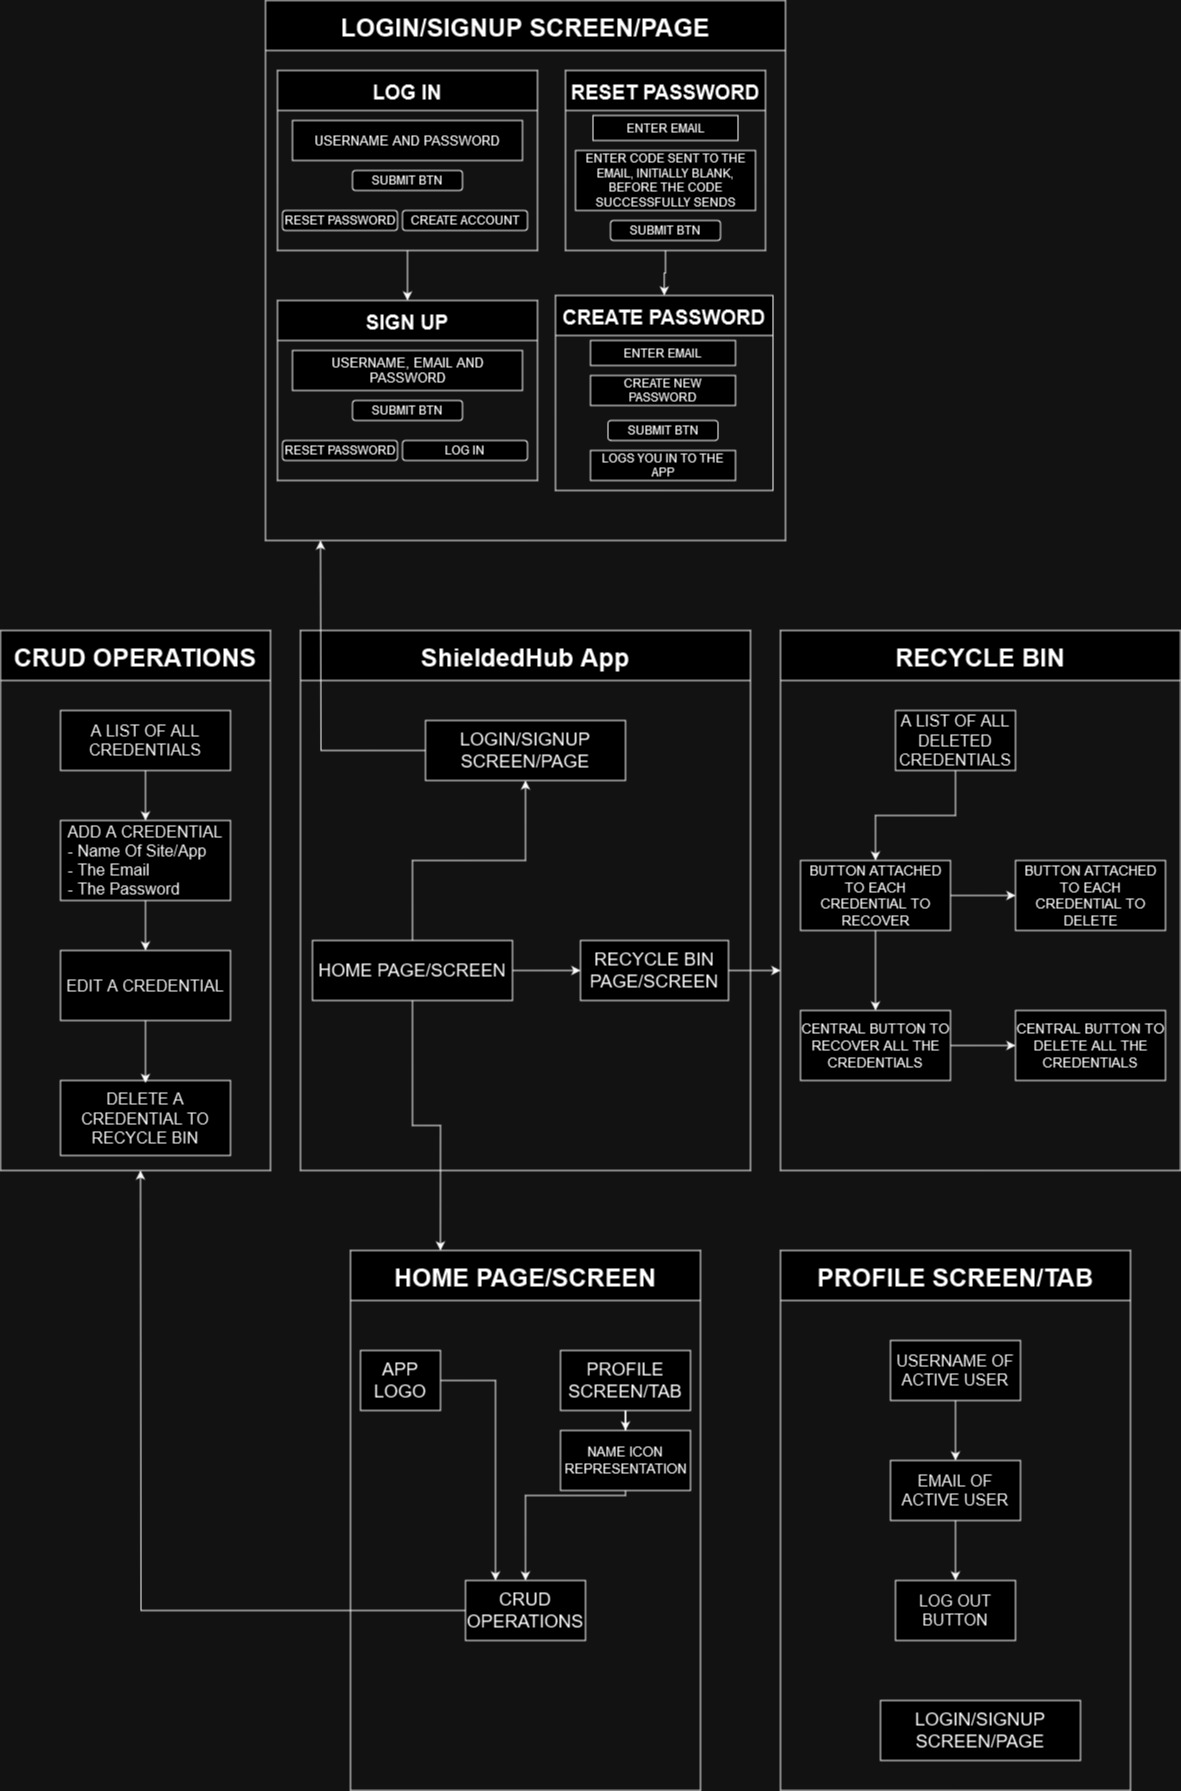 LOGIN/SIGNUP SCREEN/PAGE
LOG IN
USERNAME AND PASSWORD
SUBMIT BTN
RESET PASSWORD
CREATE ACCOUNT
RESET PASSWORD
ENTER EMAIL
ENTER CODE SENT TO THE
EMAIL, INITIALLY BLANK,
BEFORE THE CODE
SUCCESSFULLY SENDS
SUBMIT BTN
SIGN UP
USERNAME, EMAIL AND
PASSWORD
SUBMIT BTN
RESET PASSWORD
LOG IN
CREATE PASSWORD
ENTER EMAIL
CREATE NEW
PASSWORD
SUBMIT BTN
LOGS YOU IN TO THE
APP
CRUD OPERATIONS
A LIST OF ALL
CREDENTIALS
ADD A CREDENTIAL
- Name Of Site/App
- The Email
- The Password
EDIT A CREDENTIAL
DELETE A
CREDENTIAL TO
RECYCLE BIN
ShieldedHub App
LOGIN/SIGNUP
SCREEN/PAGE
HOME PAGE/SCREEN
RECYCLE BIN
PAGE/SCREEN
RECYCLE BIN
A LIST OF ALL
DELETED
CREDENTIALS
BUTTON ATTACHED
TO EACH
CREDENTIAL TO
RECOVER
BUTTON ATTACHED
TO EACH
CREDENTIAL TO
DELETE
CENTRAL BUTTON TO
RECOVER ALL THE
CREDENTIALS
CENTRAL BUTTON TO
DELETE ALL THE
CREDENTIALS
HOME PAGE/SCREEN
APP
LOGO
PROFILE
SCREEN/TAB
NAME ICON
REPRESENTATION
CRUD
OPERATIONS
PROFILE SCREEN/TAB
USERNAME OF
ACTIVE USER
EMAIL OF
ACTIVE USER
LOG OUT
BUTTON
LOGIN/SIGNUP
SCREEN/PAGE